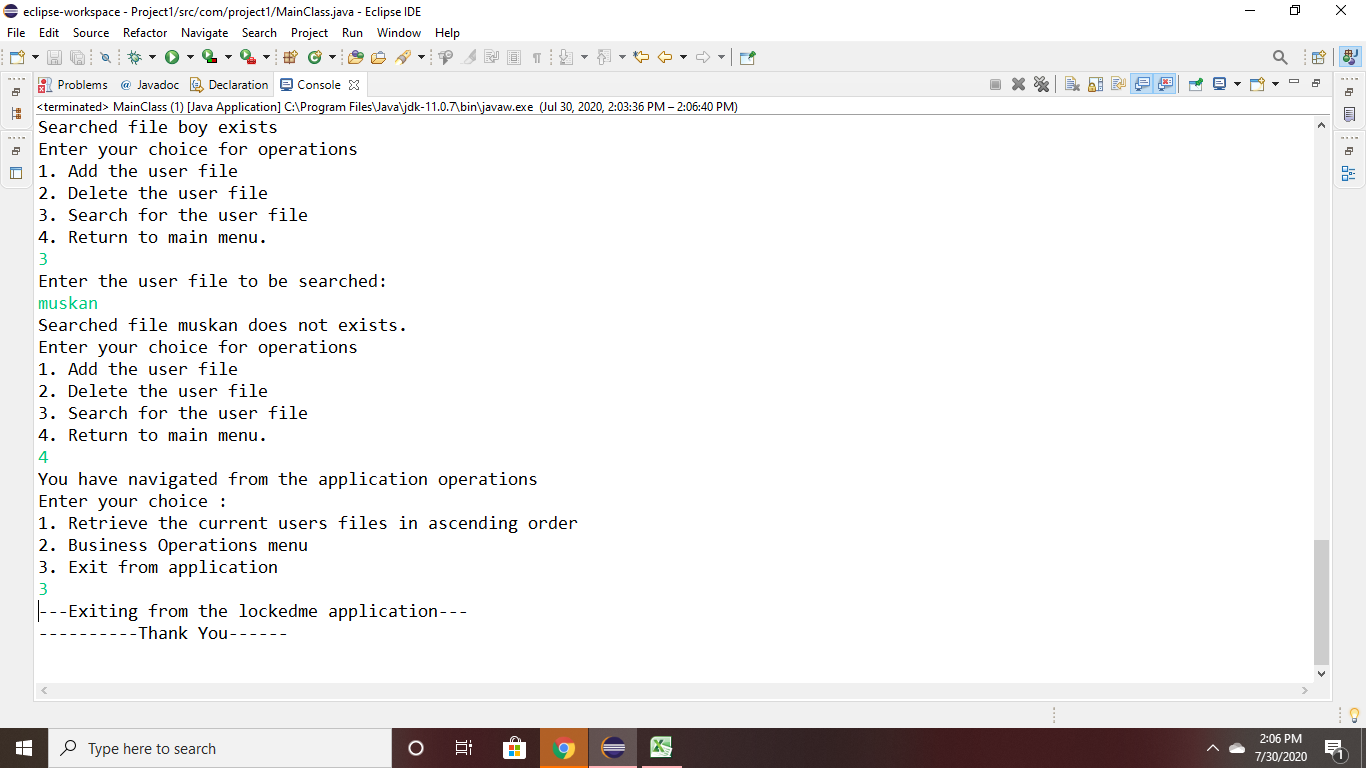 eclipse-workspace - Project1/src/com/project1/MainClass.java - Eclipse IDE
File Edit Source Refactor Navigate Search Project Run Window Help
Problems @ Javadoc Declaration Console
<terminated> MainClass (1) [Java Application] C:\Program Files\Java\jdk-11.0.7\bin\javaw.exe (Jul 30, 2020, 2:03:36 PM – 2:06:40 PM)
Searched file boy exists
Enter your choice for operations
1. Add the user file
2. Delete the user file
3. Search for the user file
4. Return to main menu.
3
Enter the user file to be searched:
muskan
Searched file muskan does not exists.
Enter your choice for operations
1. Add the user file
2. Delete the user file
3. Search for the user file
4. Return to main menu.
4
You have navigated from the application operations
Enter your choice :
1. Retrieve the current users files in ascending order
2. Business Operations menu
3. Exit from application
3
---Exiting from the lockedme application---
----------Thank You------
Type here to search
2:06 PM
7/30/2020
1